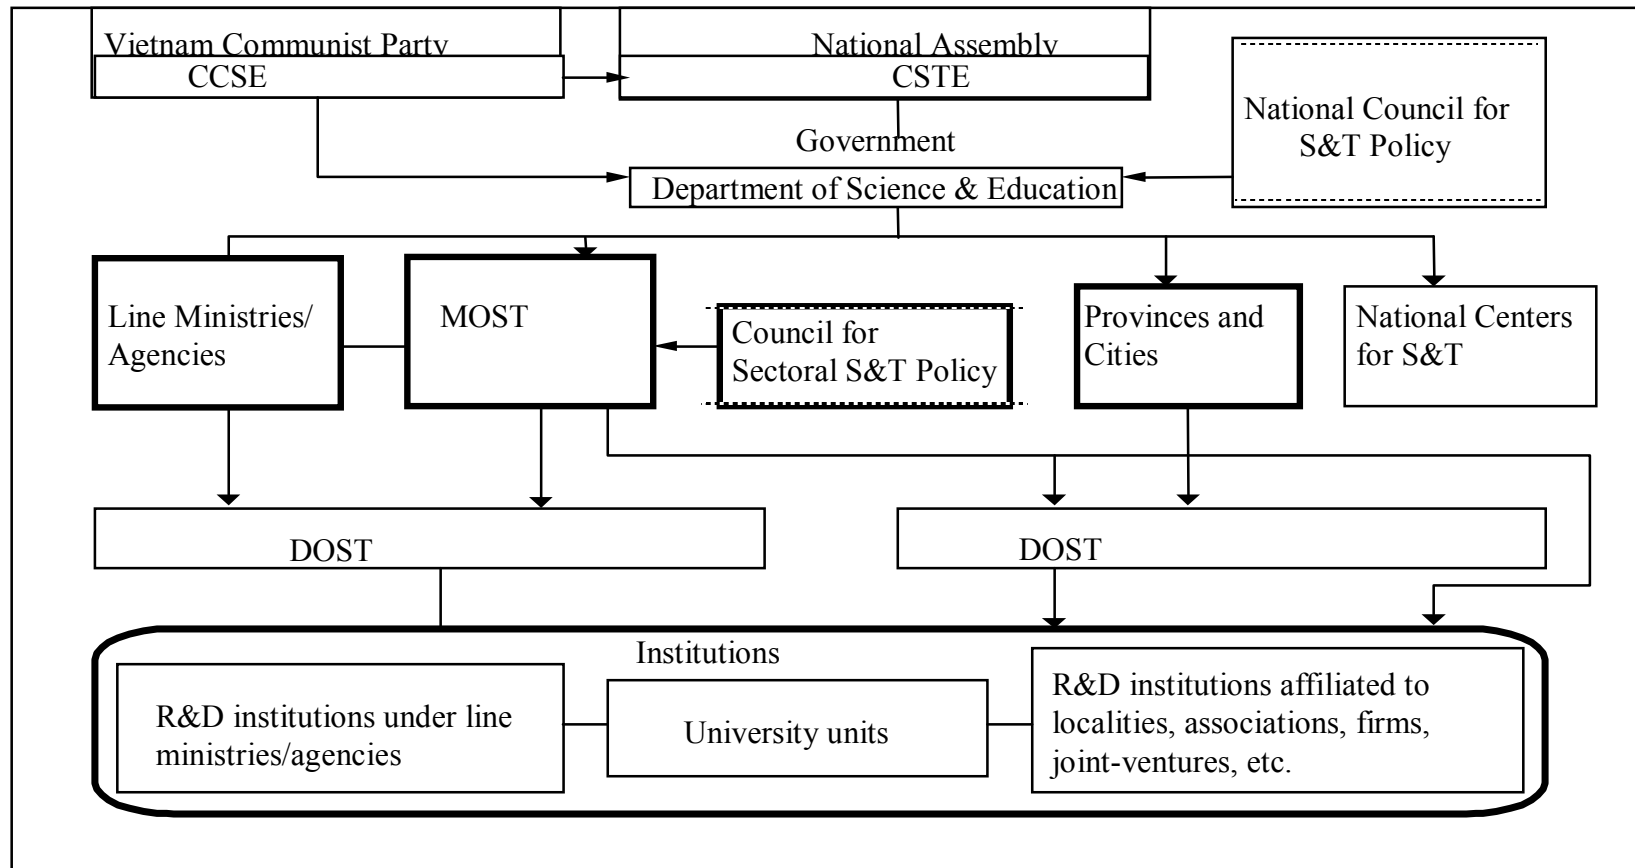 Vietnam Communist Party
CCSE
National Assembly
CSTE
National Council for
S&T Policy
Government
Department of Science & Education
Line Ministries/
Agencies
MOST
Council for
Sectoral S&T Policy
Provinces and
Cities
National Centers
for S&T
DOST
DOST
Institutions
R&D institutions under line
ministries/agencies
University units
R&D institutions affiliated to
localities, associations, firms,
joint-ventures, etc.